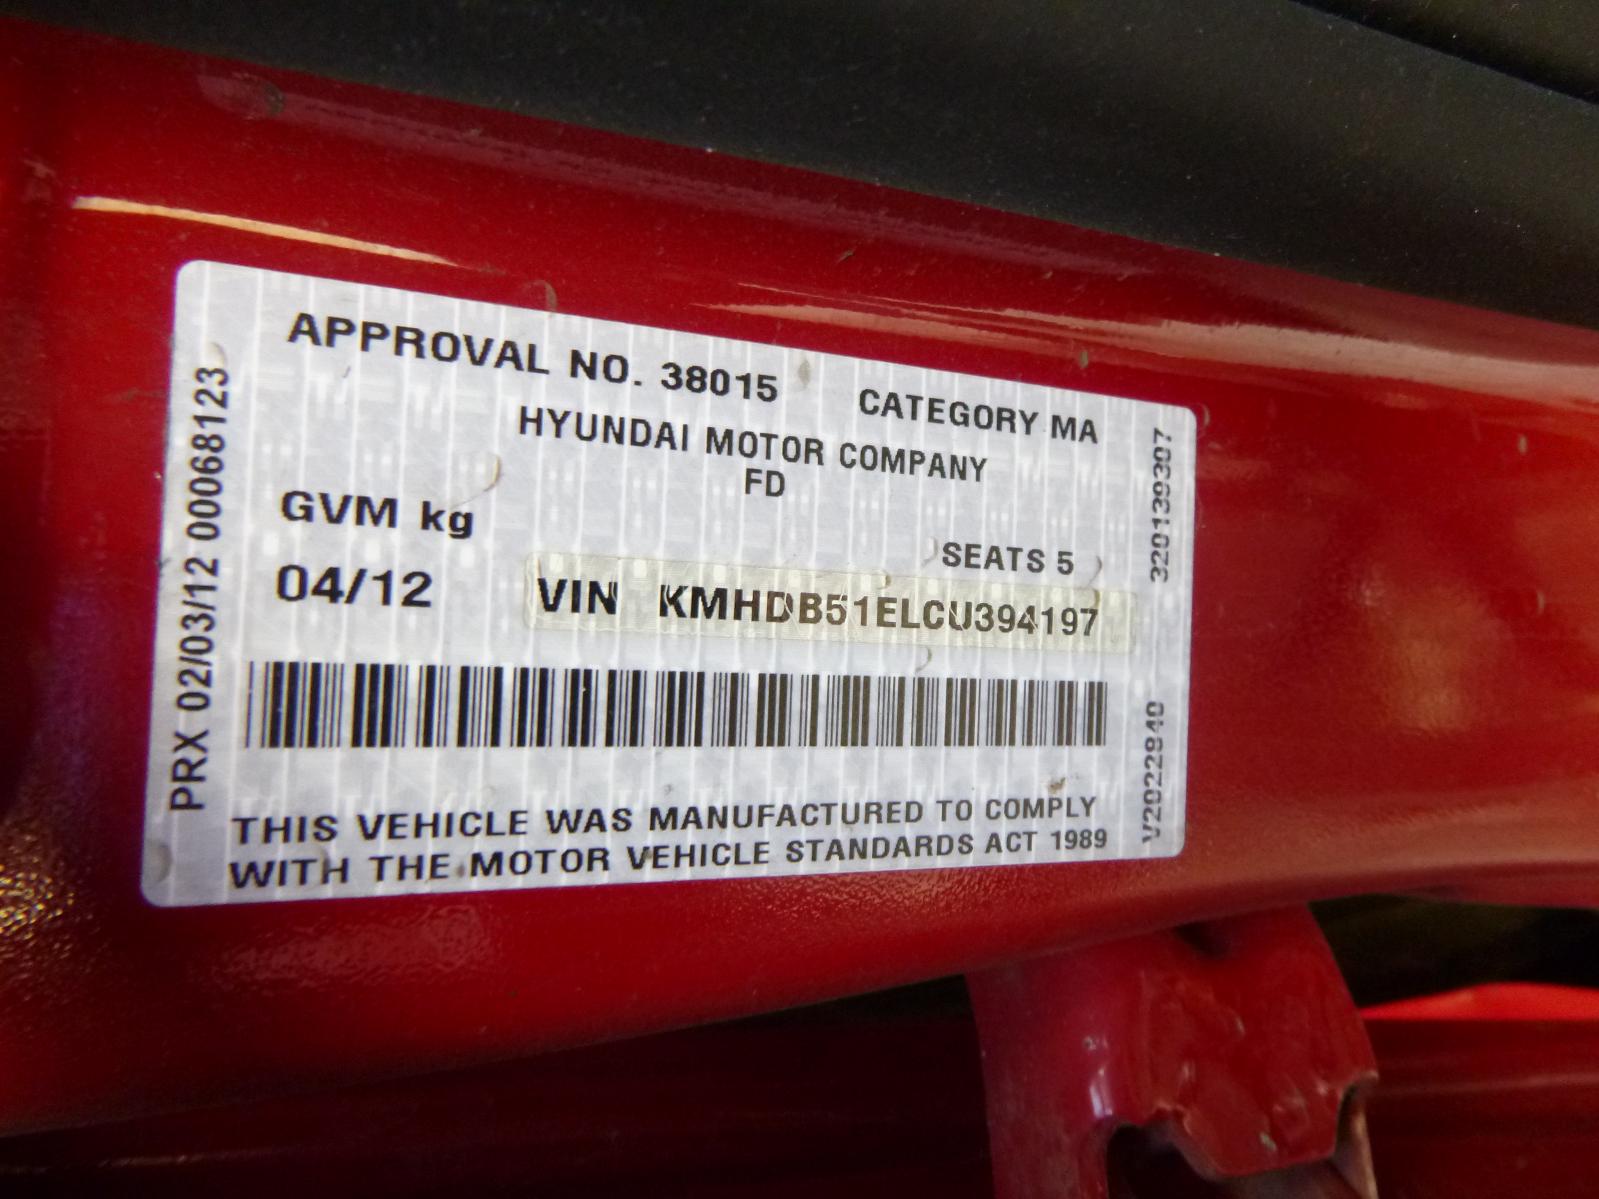 APPROVAL NO. 38015 CATEGORY MA
HYUNDAI MOTOR COMPANY
FD
GVM kg
SEATS 5
04/12 VIN KMHDB51ELCU394197
THIS VEHICLE WAS MANUFACTURED TO COMPLY
WITH THE MOTOR VEHICLE STANDARDS ACT 1989
PRX 02/03/12 00068123
V2022840 320139307